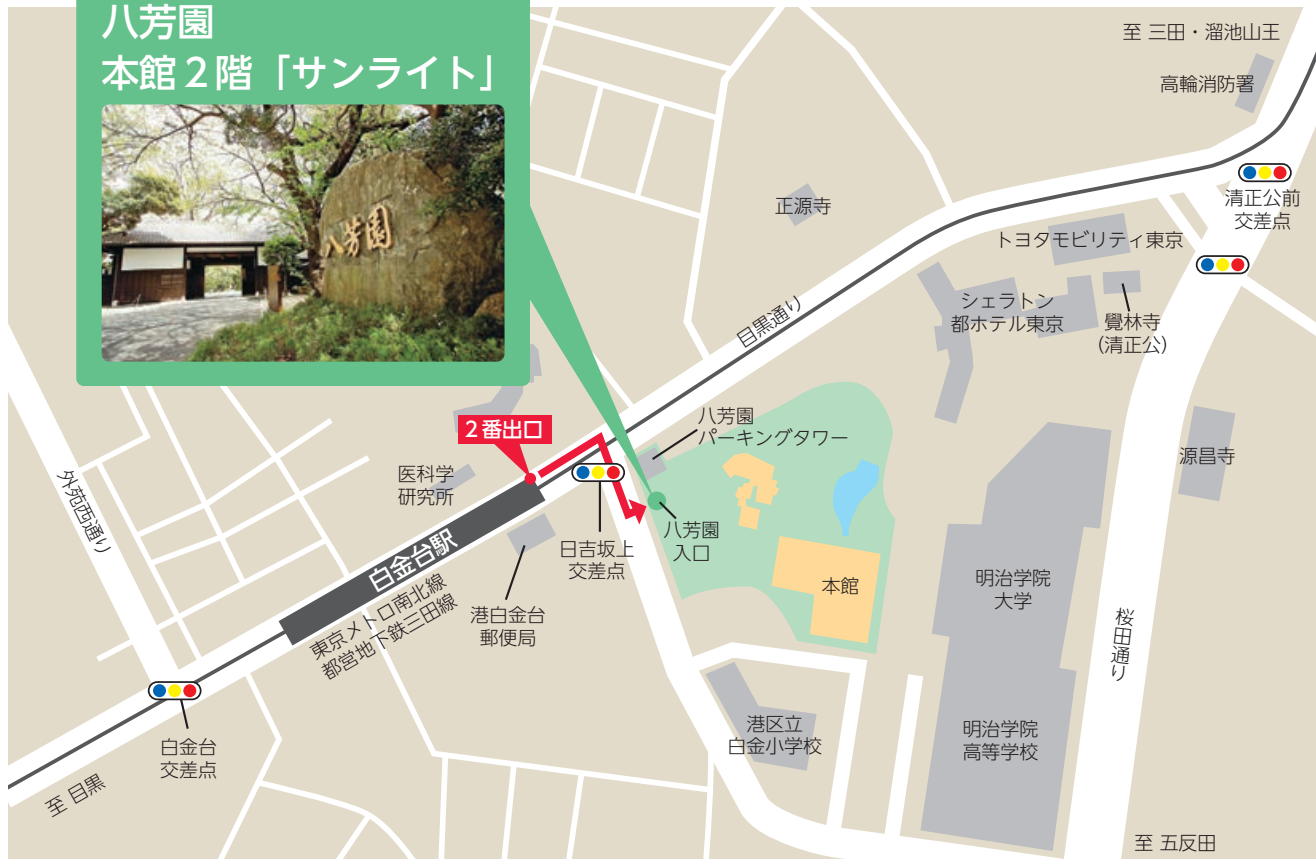 八芳園
本館２階「サンライト」
八芳園
至 三田・溜池山王
高輪消防署
清正公前
交差点
正源寺
トヨタモビリティ東京
シェラトン
都ホテル東京
覺林寺
(清正公)
目黒通り
２番出口
八芳園
パーキングタワー
源昌寺
医科学
研究所
外苑西通り
白金台駅
東京メトロ南北線
都営地下鉄三田線
港白金台
郵便局
日吉坂上
交差点
八芳園
入口
本館
明治学院
大学
桜田通り
港区立
白金小学校
明治学院
高等学校
白金台
交差点
至 目黒
至 五反田